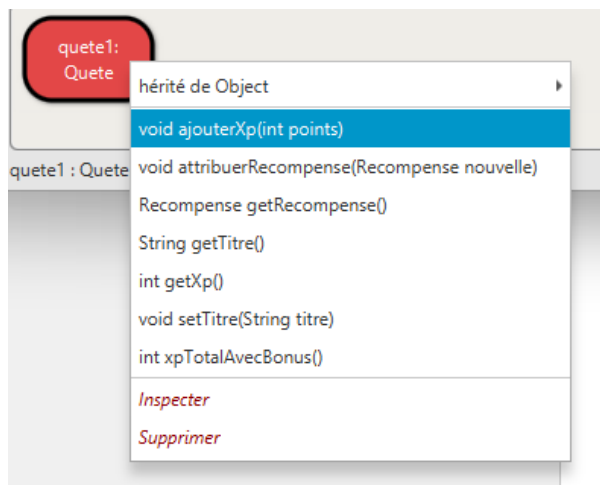 quete1:
Quete
hérité de Object
void ajouterXp(int points)
quete1 : Quete
void attribuerRecompense(Recompense nouvelle)
Recompense getRecompense()
String getTitre()
int getXp()
void setTitre(String titre)
int xpTotalAvecBonus()
Inspecter
Supprimer